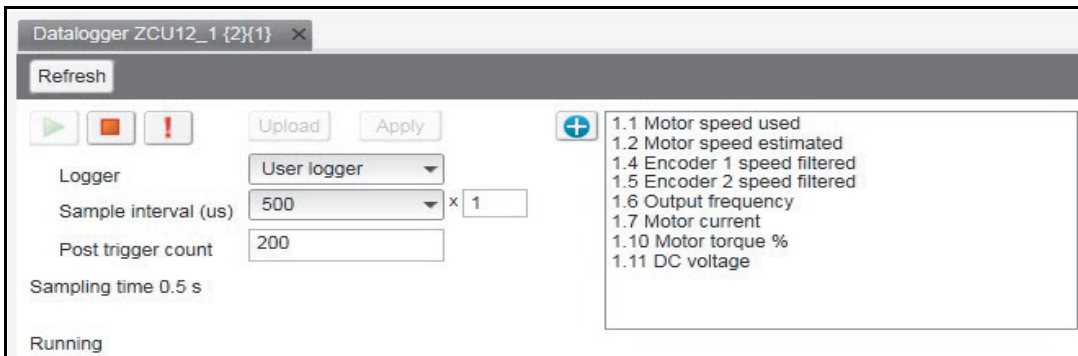 Datalogger ZCU12_1 {2}{1} ×
Refresh
! Upload Apply
Logger User logger
Sample interval (us) 500 x 1
Post trigger count 200
Sampling time 0.5 s
Running
1.1 Motor speed used
1.2 Motor speed estimated
1.4 Encoder 1 speed filtered
1.5 Encoder 2 speed filtered
1.6 Output frequency
1.7 Motor current
1.10 Motor torque %
1.11 DC voltage